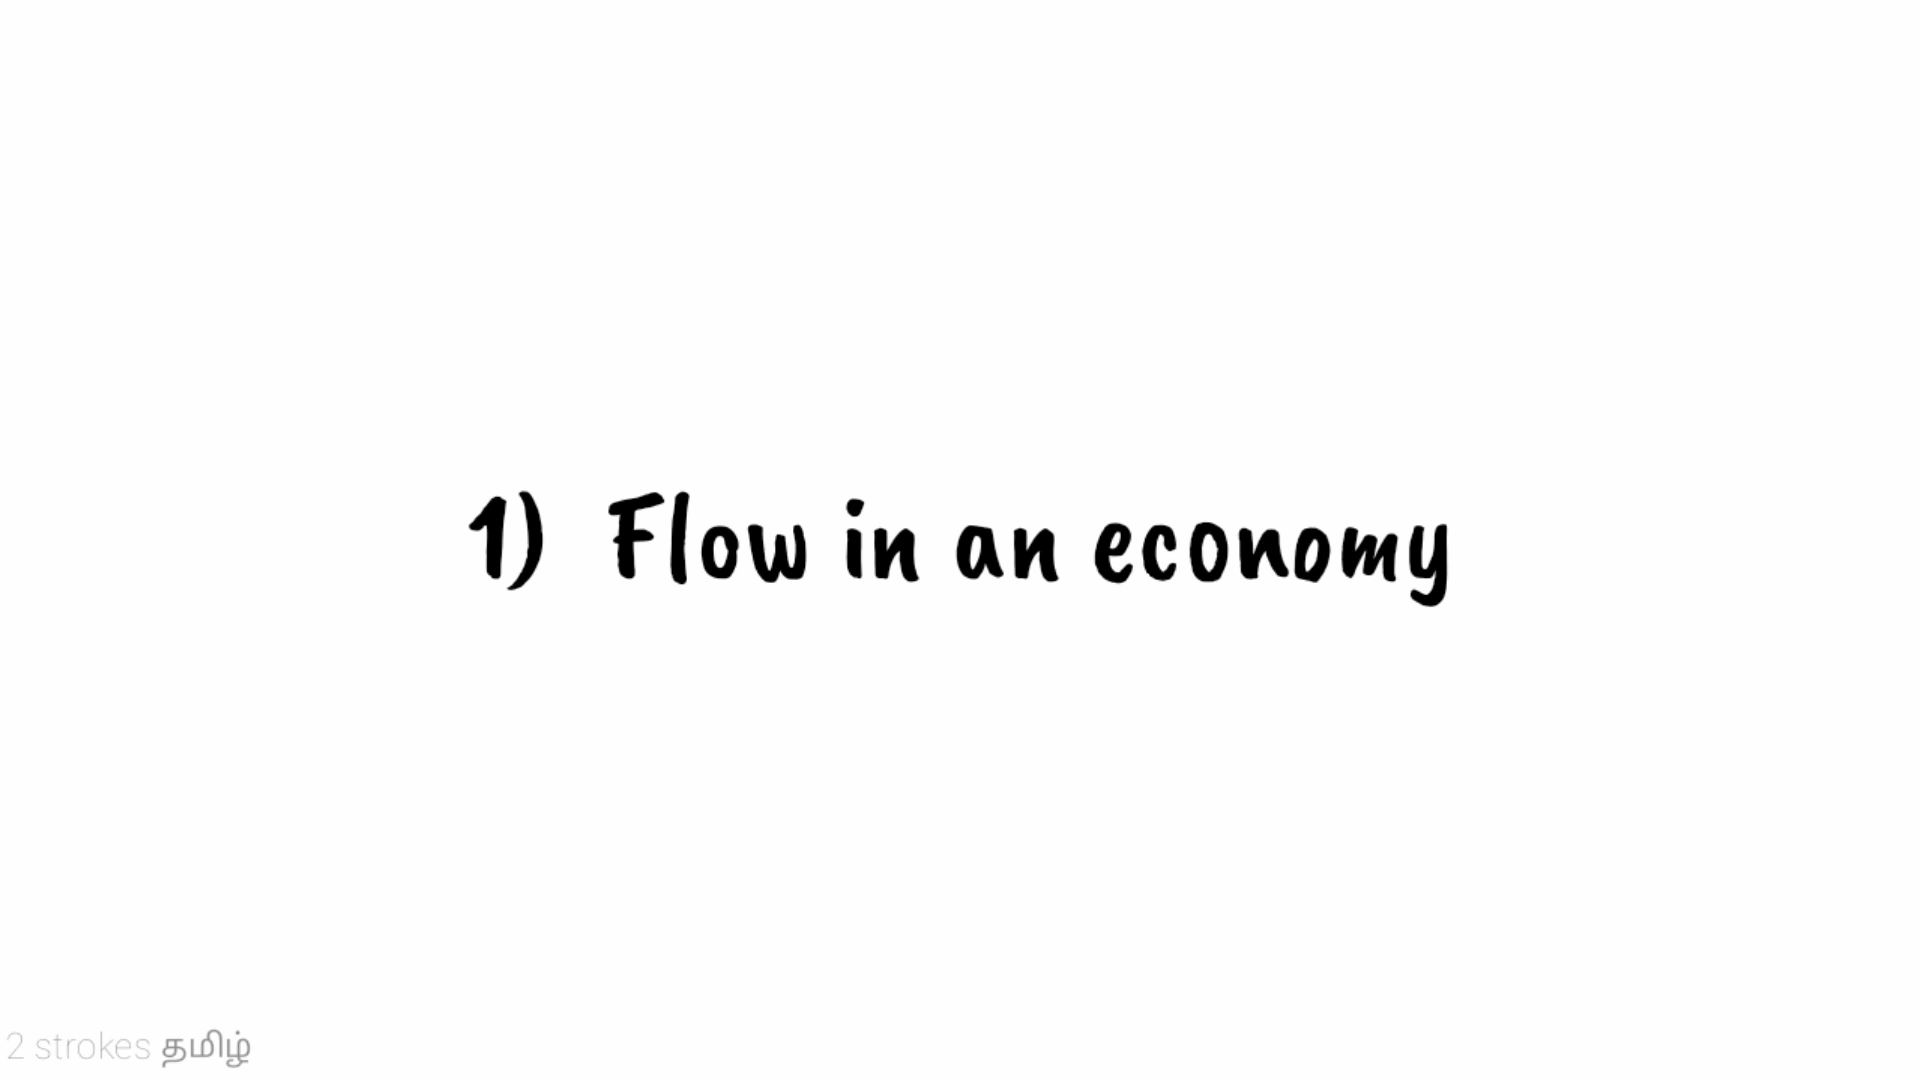 1) Flow in an economy
2 strokes தமிழ்